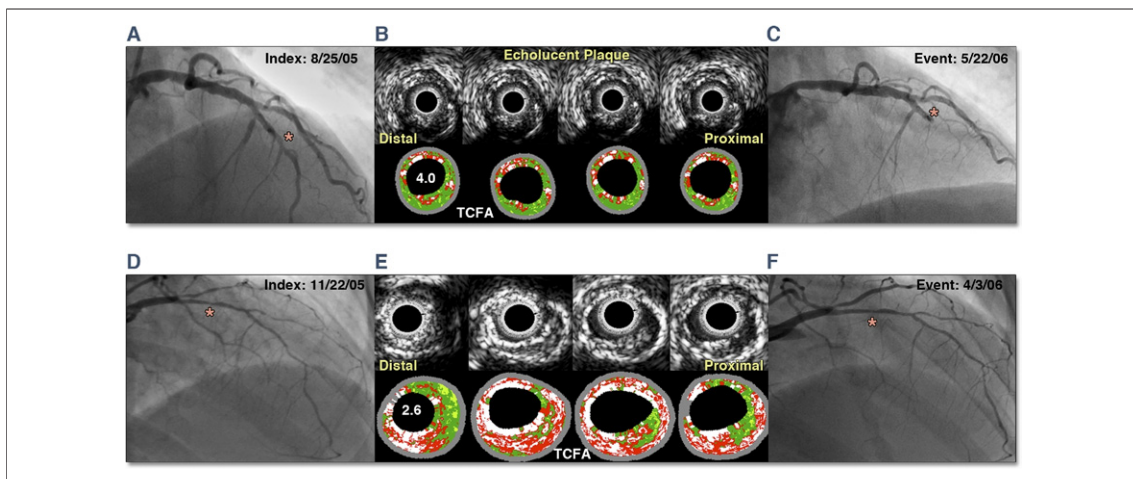 A
B
C
Index: 8/25/05
Echolucent Plaque
Event: 5/22/06
Distal
Proximal
4.0
TCFA
D
E
F
Index: 11/22/05
Event: 4/3/06
Distal
Proximal
2.6
TCFA